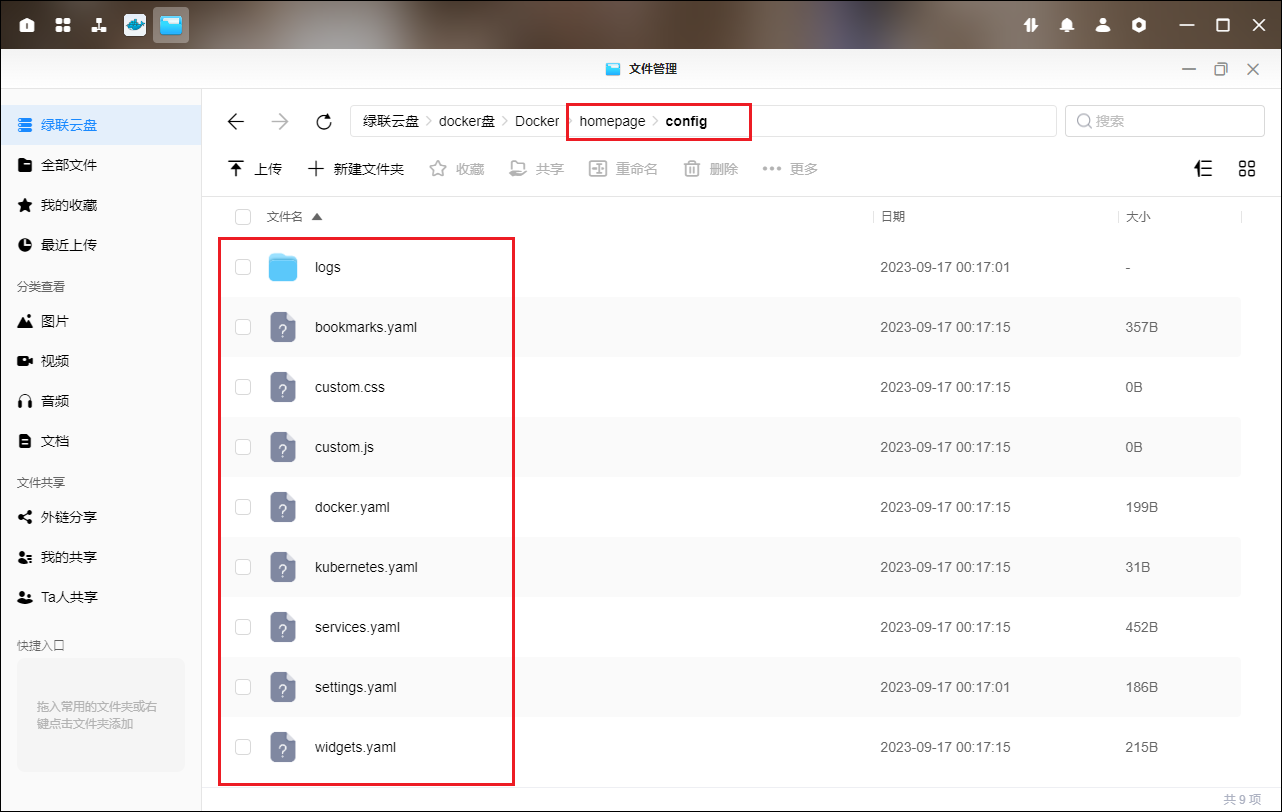 文件管理
绿联云盘
全部文件
我的收藏
最近上传
分类查看
图片
视频
音频
文档
文件共享
外链分享
我的共享
Ta人共享
快捷入口
拖入常用的文件夹或右
键点击文件夹添加
绿联云盘 docker盘 Docker homepage config
搜索
上传 新建文件夹 收藏 共享 重命名 删除 更多
文件名 日期 大小
logs 2023-09-17 00:17:01 -
bookmarks.yaml 2023-09-17 00:17:15 357B
custom.css 2023-09-17 00:17:15 0B
custom.js 2023-09-17 00:17:15 0B
docker.yaml 2023-09-17 00:17:15 199B
kubernetes.yaml 2023-09-17 00:17:15 31B
services.yaml 2023-09-17 00:17:15 452B
settings.yaml 2023-09-17 00:17:01 186B
widgets.yaml 2023-09-17 00:17:15 215B
共 9 项